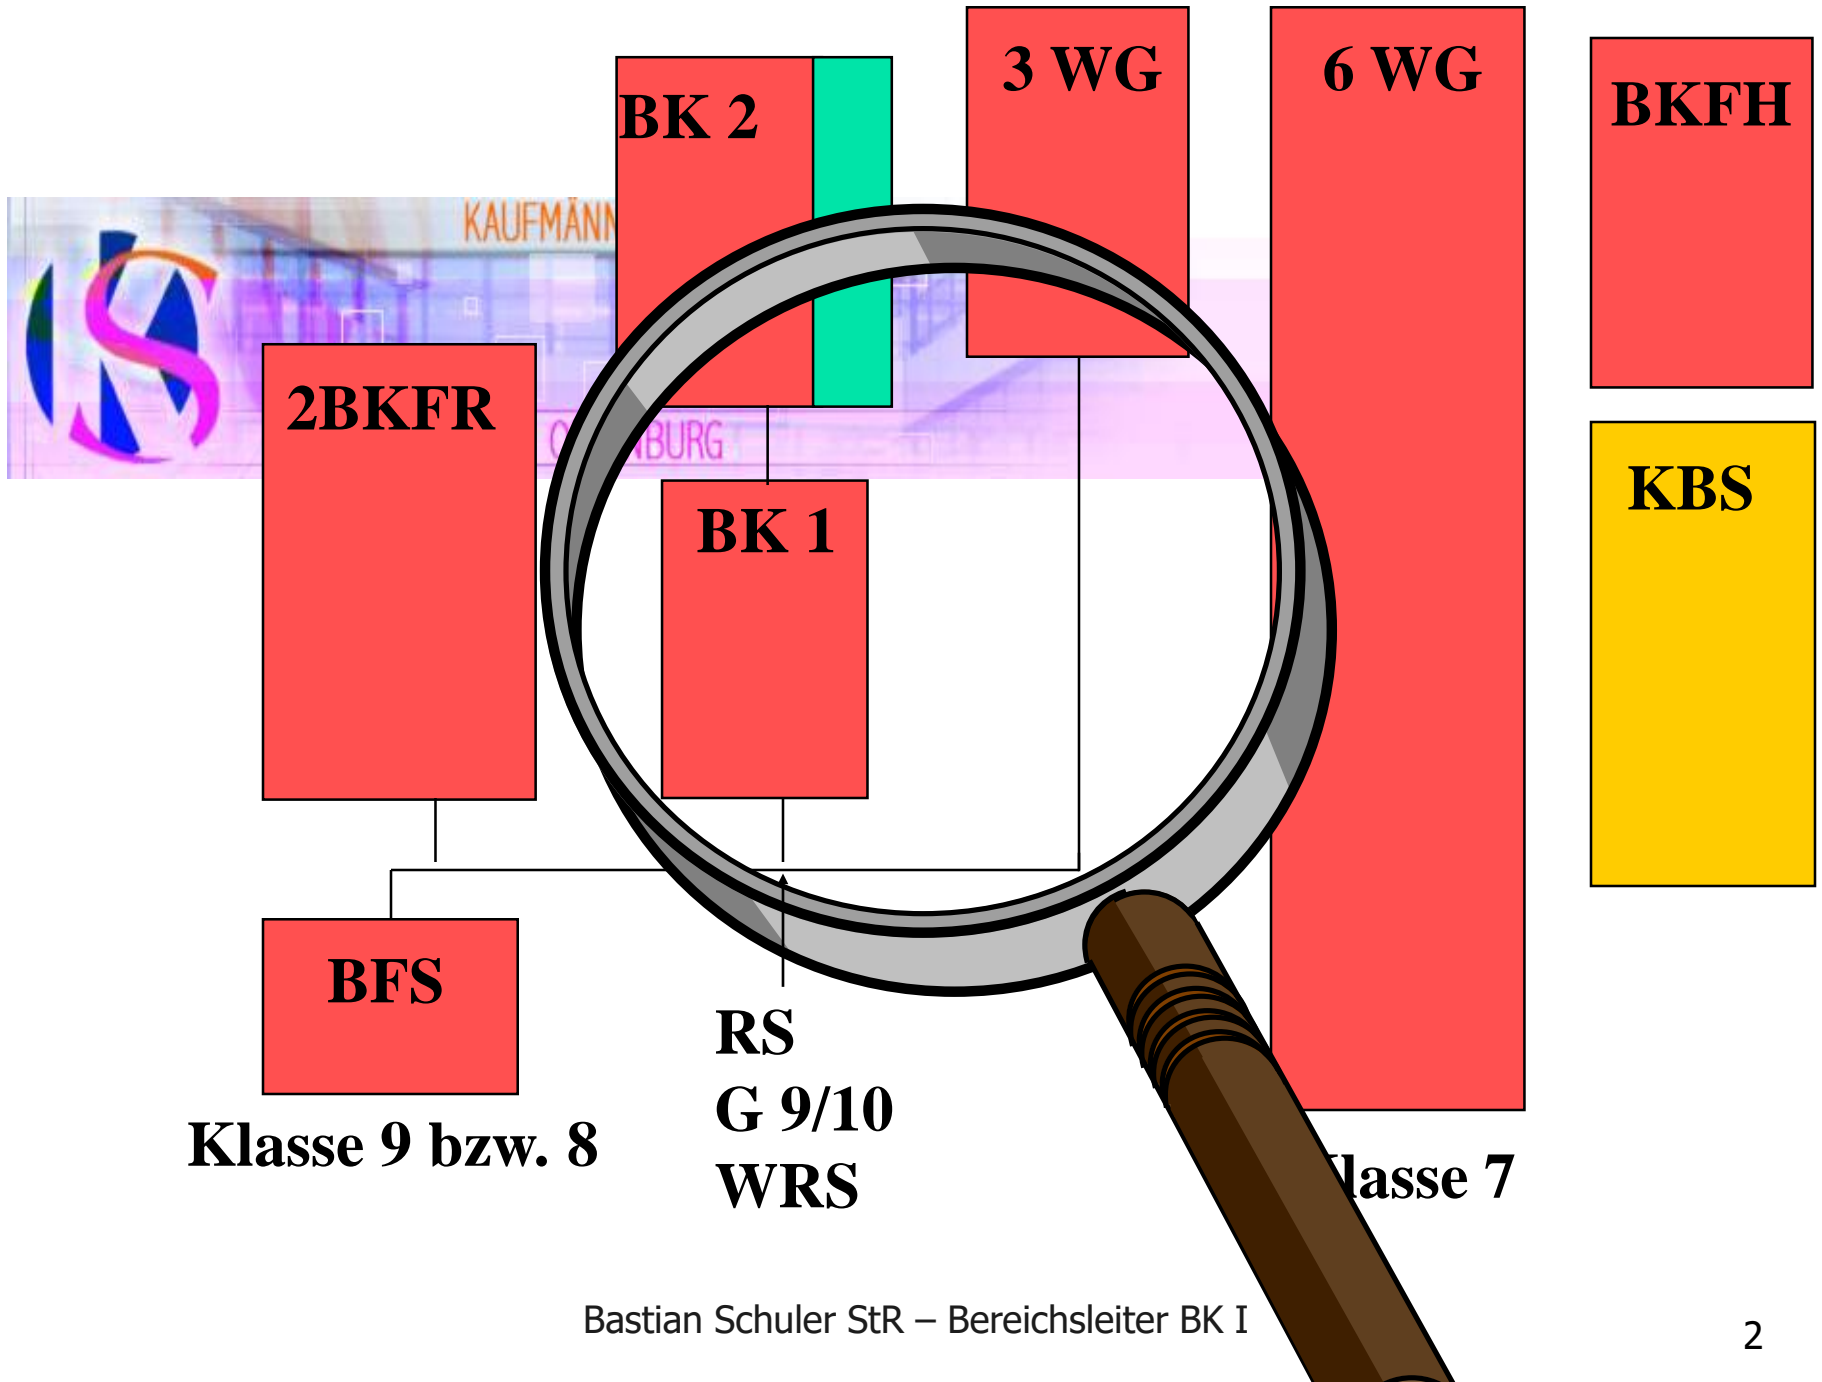 3 WG
6 WG
BK 2
BKFH
2BKFR
BURG
KBS
BK 1
BFS
RS
G 9/10
WRS
Klasse 9 bzw. 8
lasse 7
Bastian Schuler StR – Bereichsleiter BK I
2